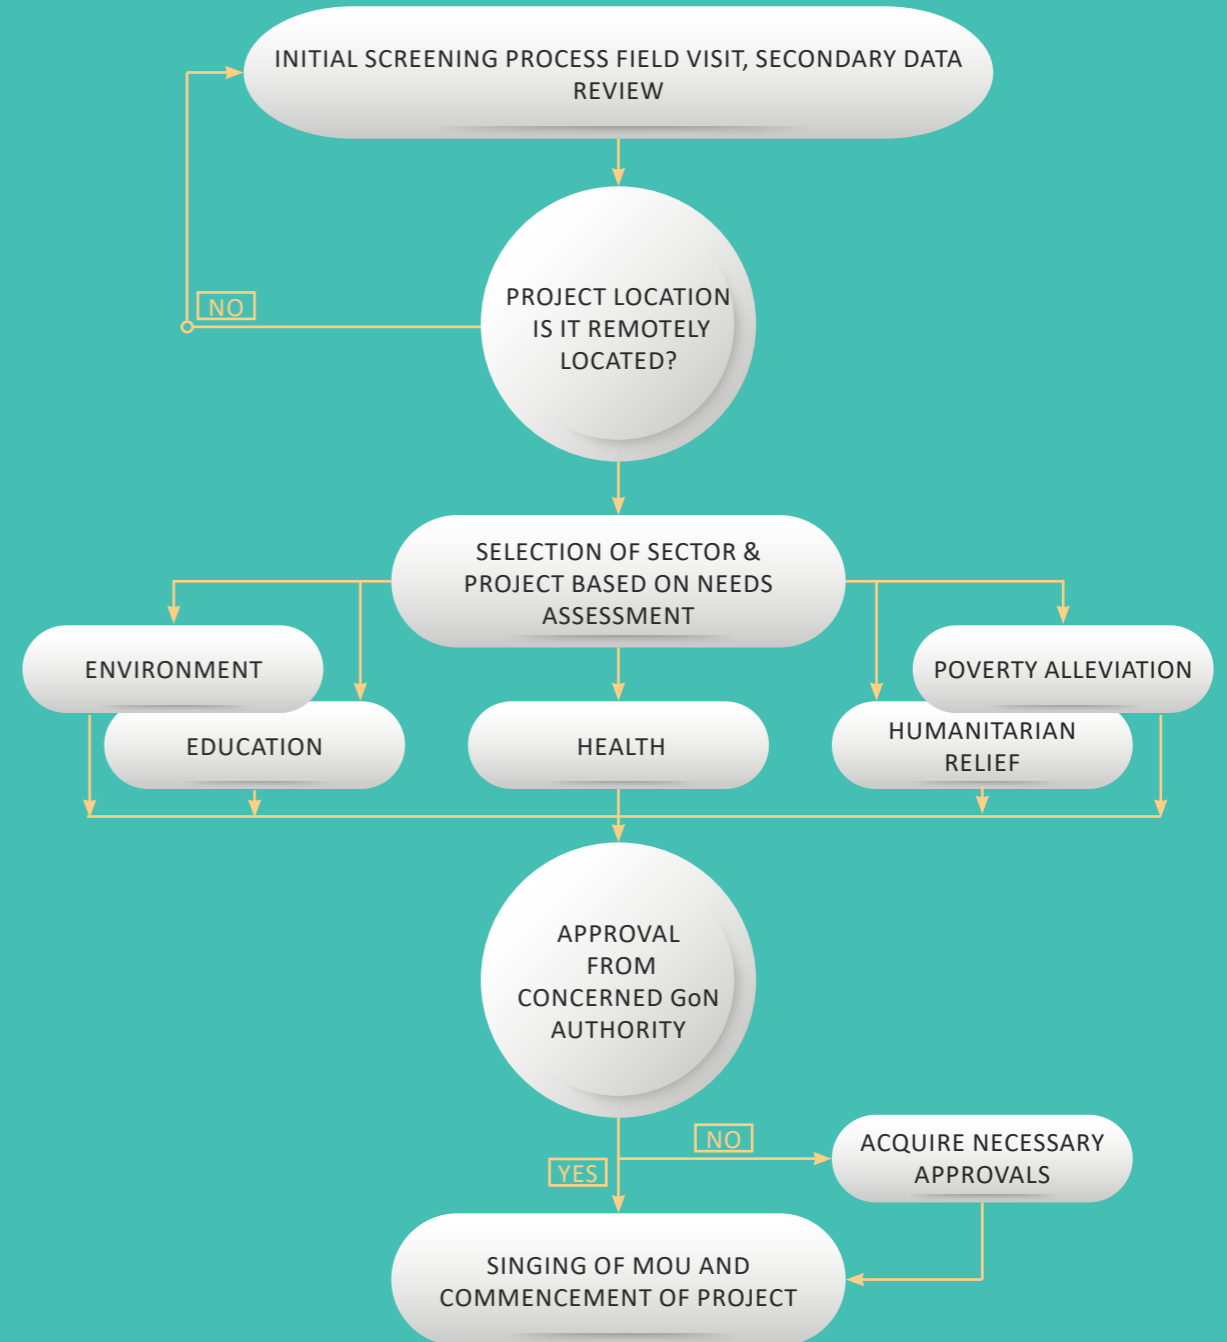 INITIAL SCREENING PROCESS FIELD VISIT, SECONDARY DATA
REVIEW
NO
PROJECT LOCATION
IS IT REMOTELY
LOCATED?
SELECTION OF SECTOR &
PROJECT BASED ON NEEDS
ASSESSMENT
ENVIRONMENT
POVERTY ALLEVIATION
EDUCATION
HEALTH
HUMANITARIAN
RELIEF
APPROVAL
FROM
CONCERNED GoN
AUTHORITY
NO
ACQUIRE NECESSARY
APPROVALS
YES
SINGING OF MOU AND
COMMENCEMENT OF PROJECT